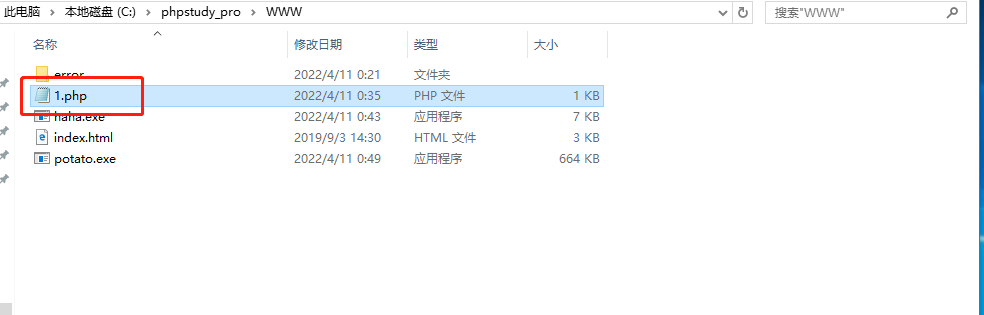 此电脑 > 本地磁盘 (C:) > phpstudy_pro > WWW 搜索"WWW"
名称 修改日期 类型 大小
error 2022/4/11 0:21 文件夹
1.php 2022/4/11 0:35 PHP 文件 1 KB
haha.exe 2022/4/11 0:43 应用程序 7 KB
index.html 2019/9/3 14:30 HTML 文件 3 KB
potato.exe 2022/4/11 0:49 应用程序 664 KB